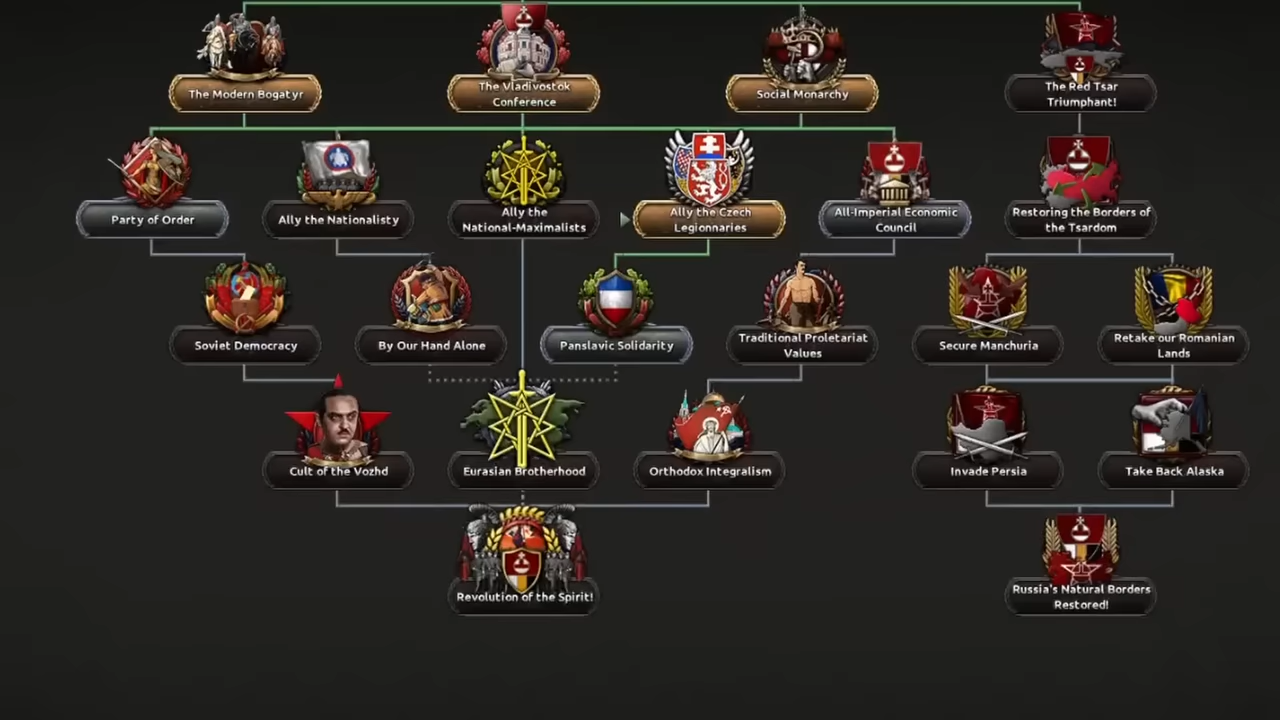 The Modern Bogatyr
The Vladivostok
Conference
Social Monarchy
The Red Tsar
Triumphant!
Party of Order
Ally the Nationalisty
Ally the
National-Maximalists
Ally the Czech
Legionnaries
All-Imperial Economic
Council
Restoring the Borders of
the Tsardom
Soviet Democracy
By Our Hand Alone
Panslavic Solidarity
Traditional Proletariat
Values
Secure Manchuria
Retake our Romanian
Lands
Cult of the Vozhd
Eurasian Brotherhood
Orthodox Integralism
Invade Persia
Take Back Alaska
Revolution of the Spirit!
Russia's Natural Borders
Restored!